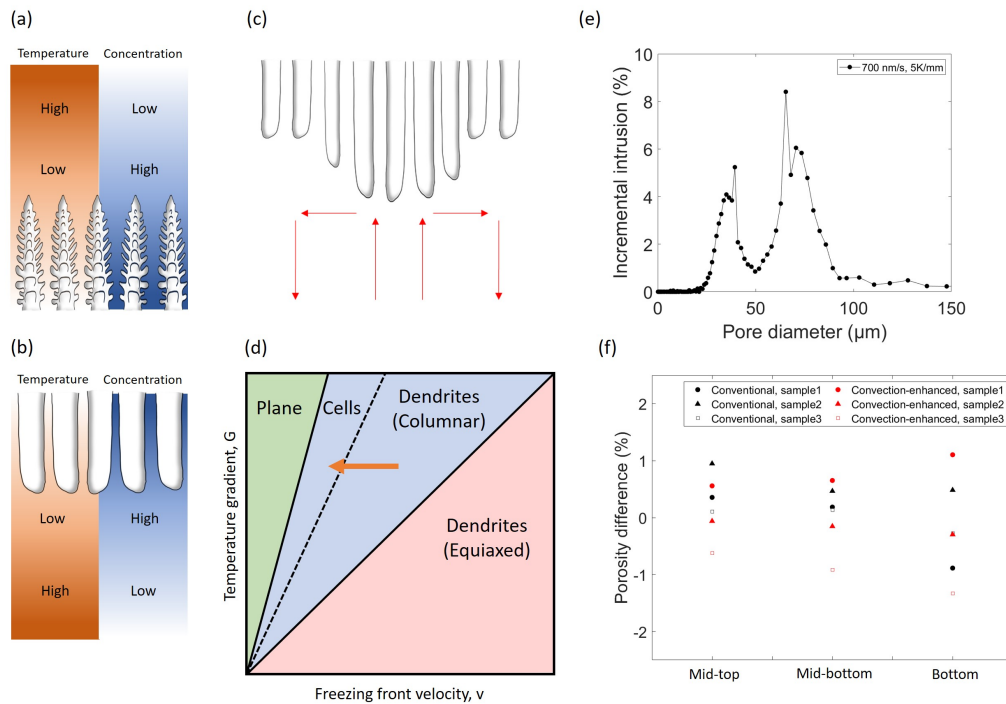 (a)
Temperature Concentration
High Low
Low High
(b)
Temperature Concentration
Low High
High Low
(c)
(d)
Temperature gradient, G
Plane
Cells
Dendrites
(Columnar)
Dendrites
(Equiaxed)
Freezing front velocity, v
(e)
Incremental intrusion (%)
10
8
6
4
2
0
700 nm/s, 5K/mm
0 50 100 150
Pore diameter (μm)
(f)
Porosity difference (%)
2
1
0
-1
-2
Conventional, sample1 Convection-enhanced, sample1
Conventional, sample2 Convection-enhanced, sample2
Conventional, sample3 Convection-enhanced, sample3
Mid-top Mid-bottom Bottom